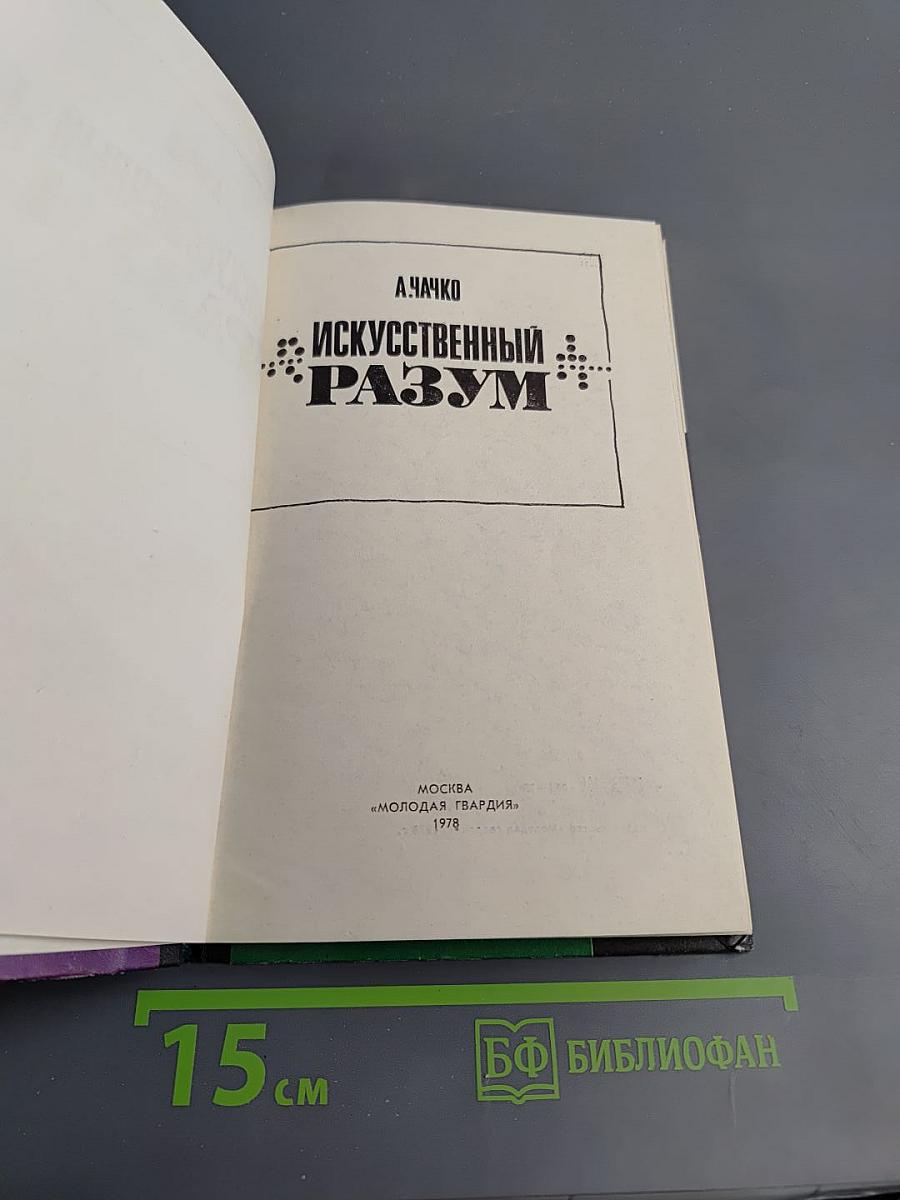 А.ЧАЧКО
ИСКУССТВЕННЫЙ
РАЗУМ
МОСКВА
«МОЛОДАЯ ГВАРДИЯ»
1978
15 см
БФ БИБЛИОФАН